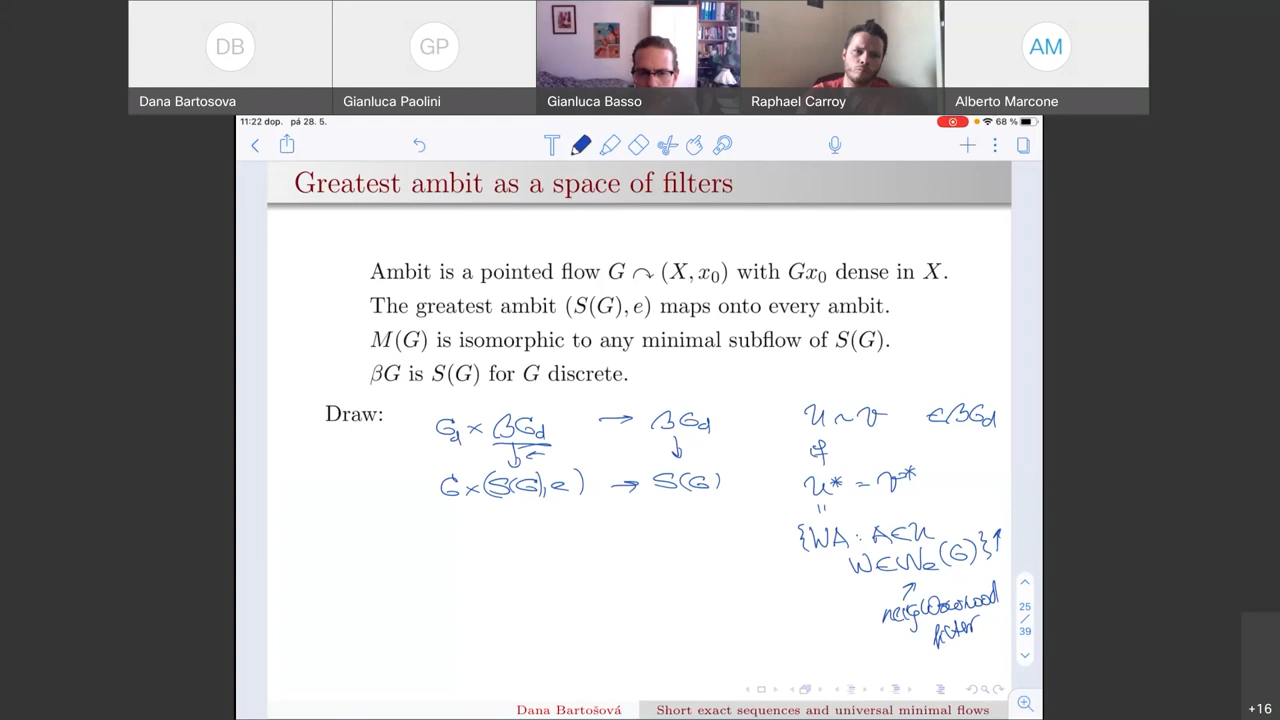 DB
GP
AM
Dana Bartosova
Gianluca Paolini
Gianluca Basso
Raphael Carroy
Alberto Marcone
11:22 dop. pá 28. 5.
68 %
Greatest ambit as a space of filters
Ambit is a pointed flow G ↷ (X, x₀) with Gx₀ dense in X.
The greatest ambit (S(G), e) maps onto every ambit.
M(G) is isomorphic to any minimal subflow of S(G).
βG is S(G) for G discrete.
Draw:
G_d × βG_d → βG_d
↓ ↓
G × (S(G), e) → S(G)
U ~ V ∈ βG_d
iff
U* = V*
=
{WA : A ∈ U
W ∈ N_e(G)}↑
↗
neighbourhood
filter
25
/
39
Dana Bartošová
Short exact sequences and universal minimal flows
+16